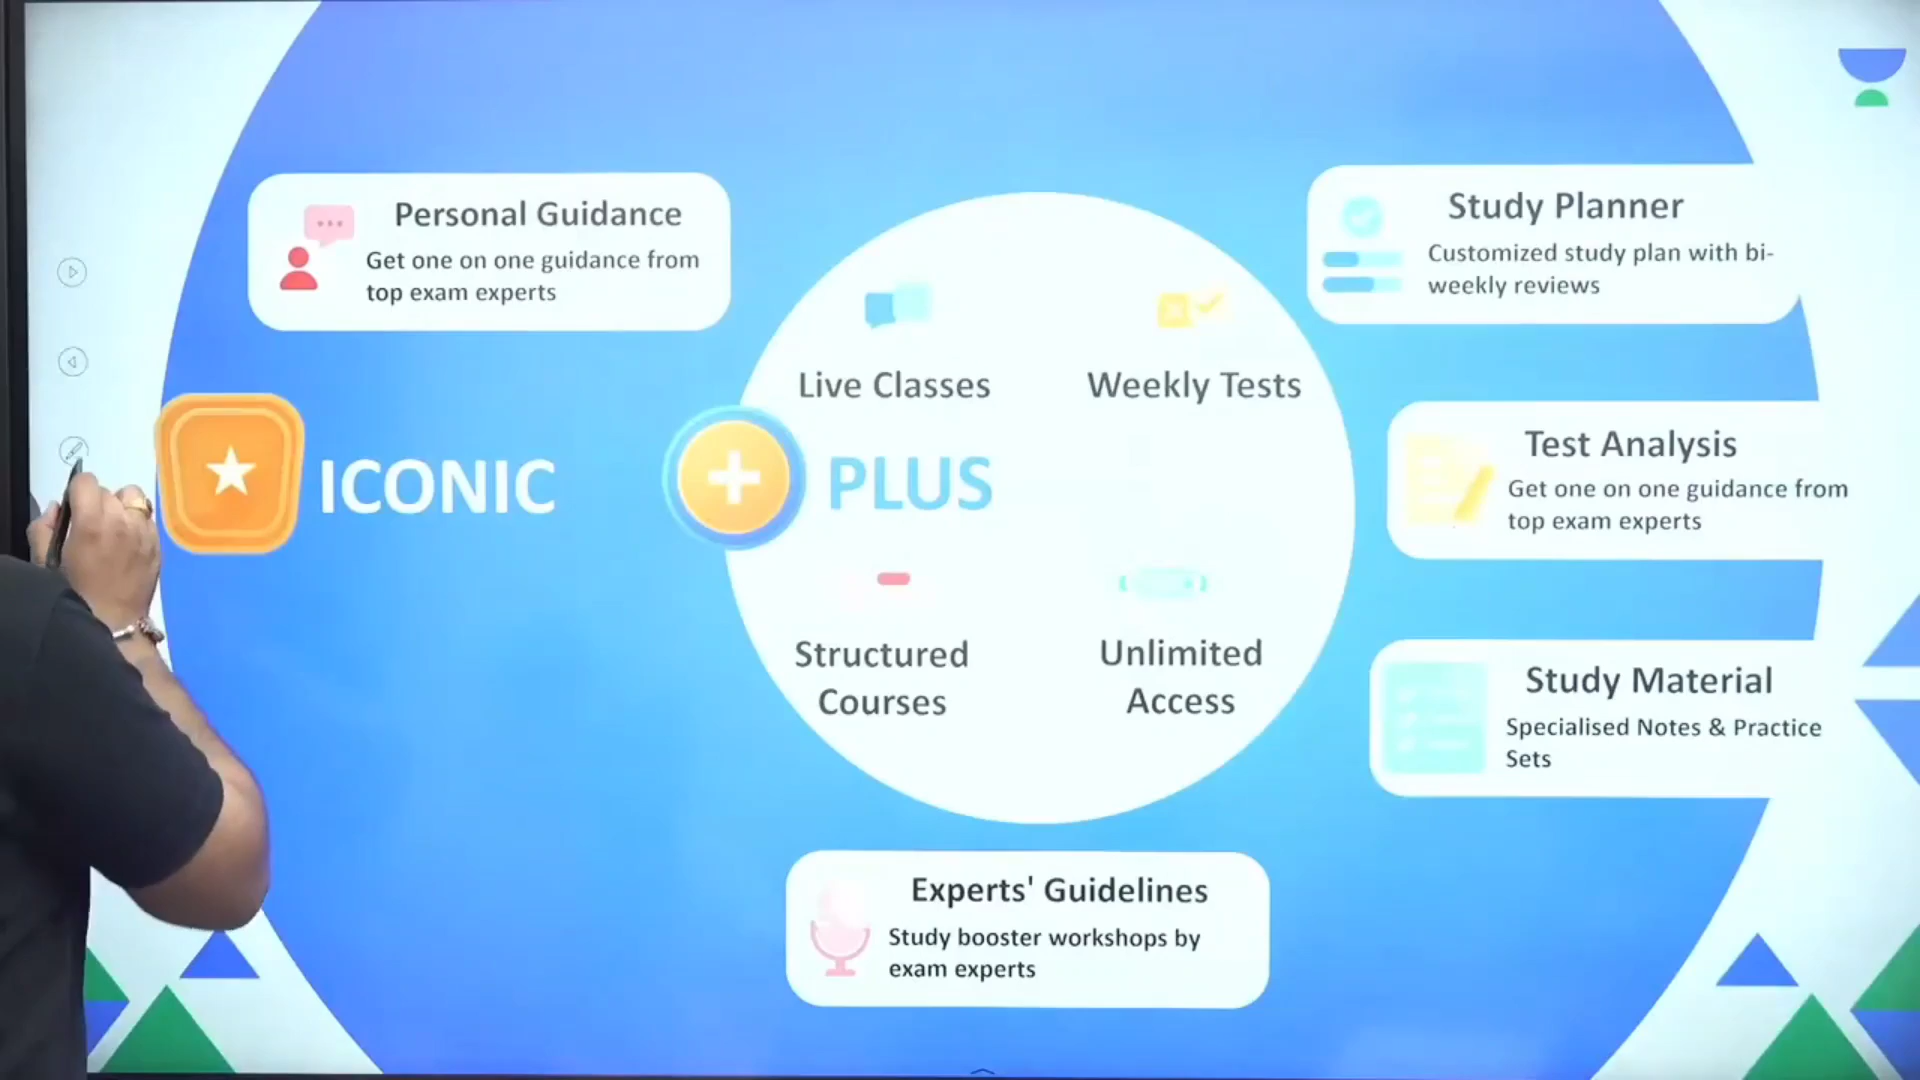 Personal Guidance
Get one on one guidance from
top exam experts
Study Planner
Customized study plan with bi-
weekly reviews
Live Classes
Weekly Tests
ICONIC
PLUS
Test Analysis
Get one on one guidance from
top exam experts
Structured
Courses
Unlimited
Access
Study Material
Specialised Notes & Practice
Sets
Experts' Guidelines
Study booster workshops by
exam experts